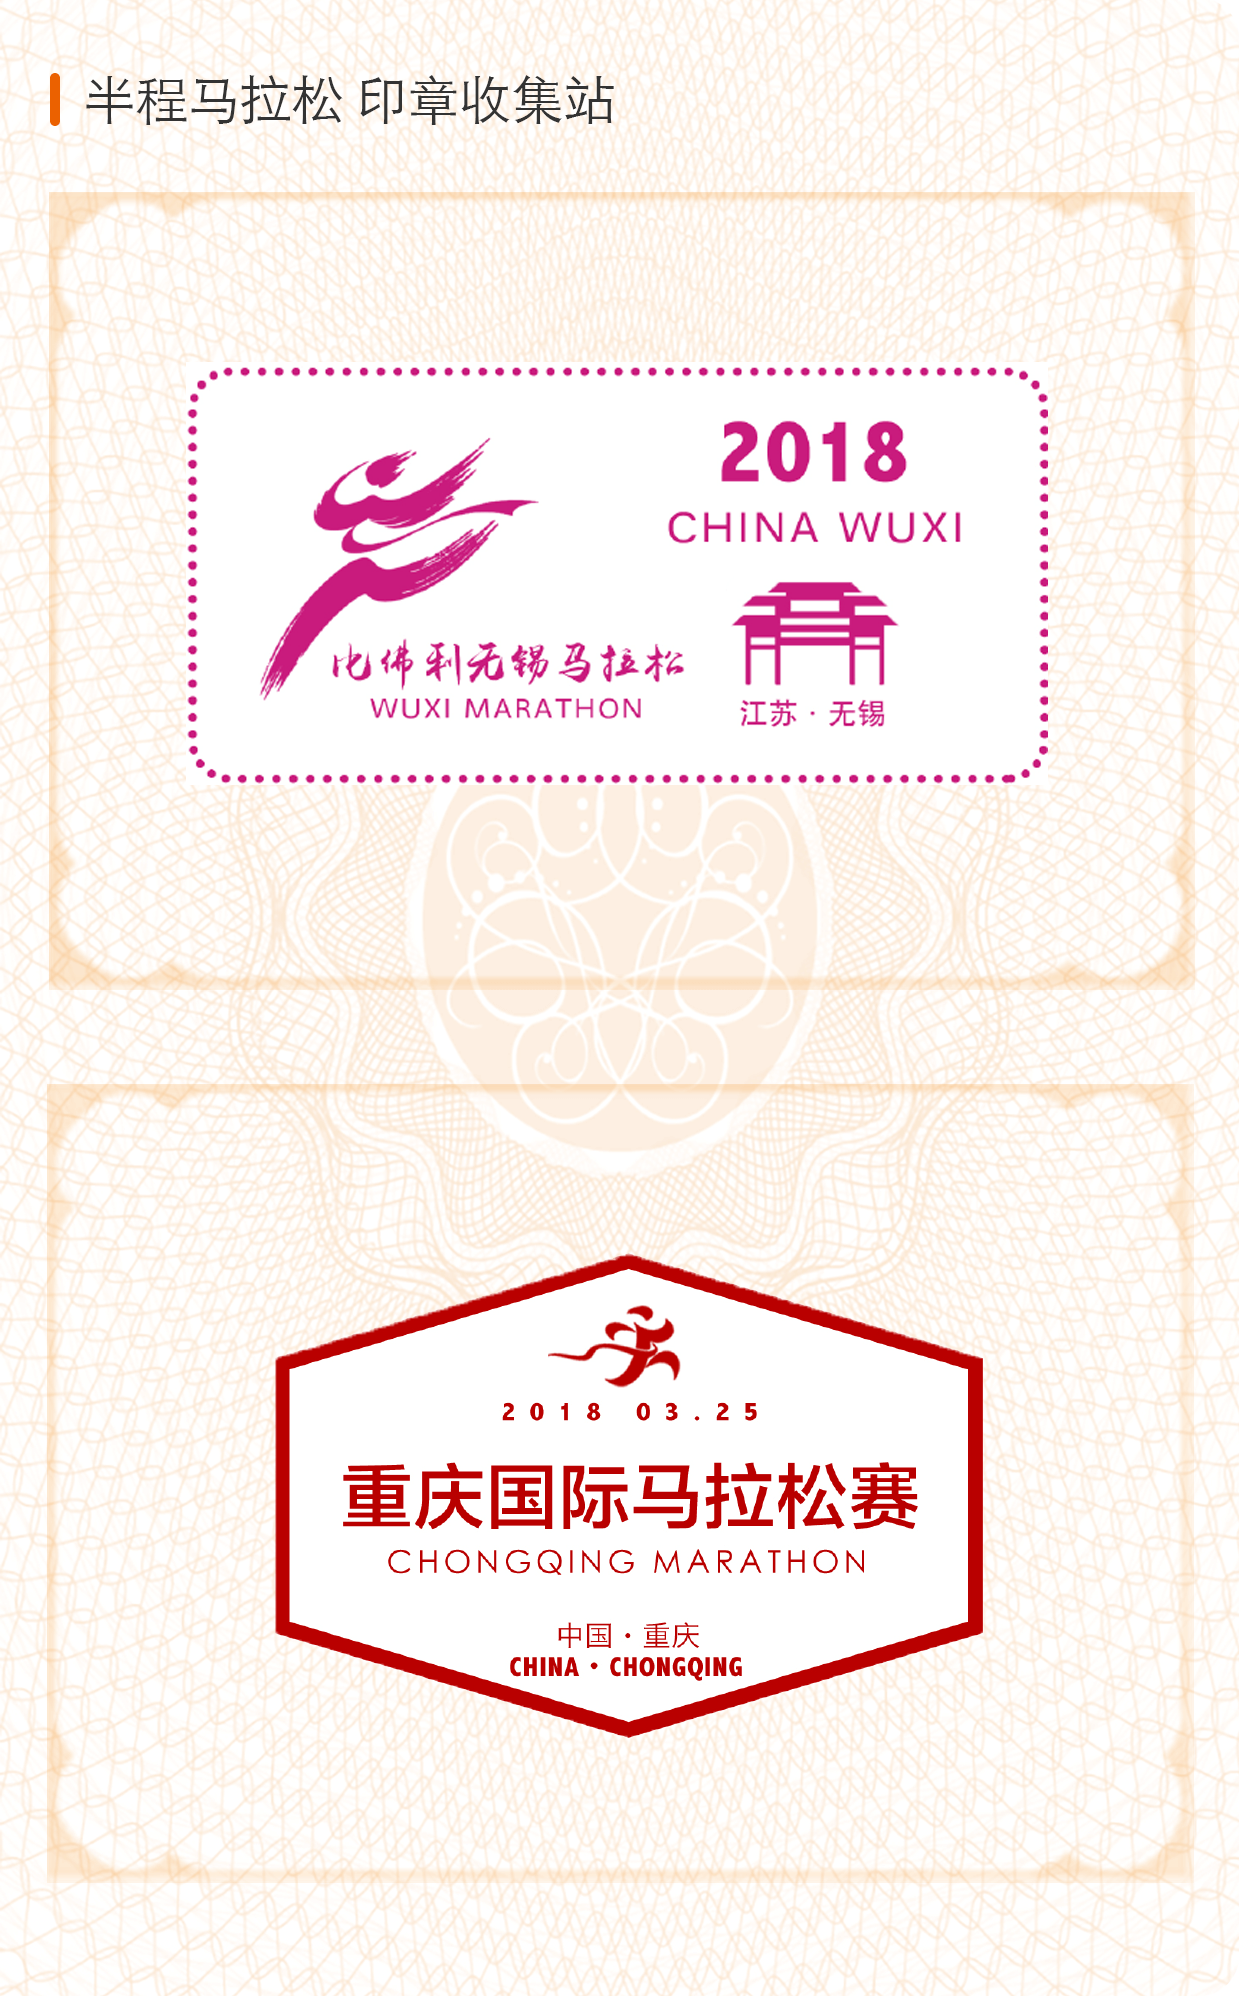 半程马拉松 印章收集站
2018
CHINA WUXI
江苏·无锡
比佛利无锡马拉松
WUXI MARATHON
2018 03.25
重庆国际马拉松赛
CHONGQING MARATHON
中国·重庆
CHINA·CHONGQING